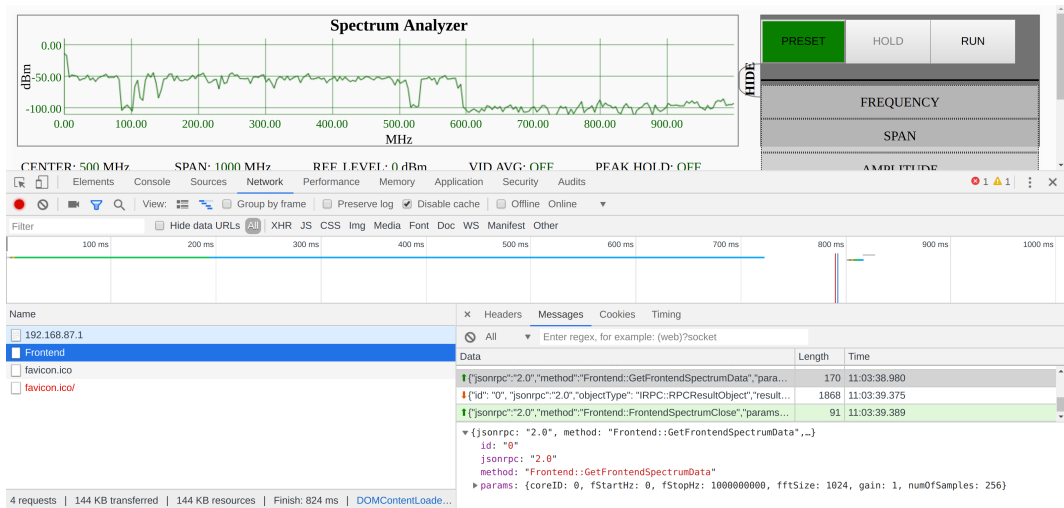 Spectrum Analyzer
0.00
-50.00
-100.00
dBm
0.00 100.00 200.00 300.00 400.00 500.00 600.00 700.00 800.00 900.00
MHz
CENTER: 500 MHz SPAN: 1000 MHz REF LEVEL: 0 dBm VID AVG: OFF PEAK HOLD: OFF
HIDE
PRESET HOLD RUN
FREQUENCY
SPAN
AMPLITUDE
Elements Console Sources Network Performance Memory Application Security Audits 1 1
View: Group by frame Preserve log Disable cache Offline Online
Filter Hide data URLs All XHR JS CSS Img Media Font Doc WS Manifest Other
100 ms 200 ms 300 ms 400 ms 500 ms 600 ms 700 ms 800 ms 900 ms 1000 ms
Name
192.168.87.1
Frontend
favicon.ico
favicon.ico/
4 requests | 144 KB transferred | 144 KB resources | Finish: 824 ms | DOMContentLoade…
× Headers Messages Cookies Timing
All Enter regex, for example: (web)?socket
Data Length Time
{"jsonrpc":"2.0","method":"Frontend::GetFrontendSpectrumData","para… 170 11:03:38.980
{"id": "0", "jsonrpc":"2.0","objectType": "IRPC::RPCResultObject","result… 1868 11:03:39.375
{"jsonrpc":"2.0","method":"Frontend::FrontendSpectrumClose","params… 91 11:03:39.389
{jsonrpc: "2.0", method: "Frontend::GetFrontendSpectrumData",…}
id: "0"
jsonrpc: "2.0"
method: "Frontend::GetFrontendSpectrumData"
params: {coreID: 0, fStartHz: 0, fStopHz: 1000000000, fftSize: 1024, gain: 1, numOfSamples: 256}